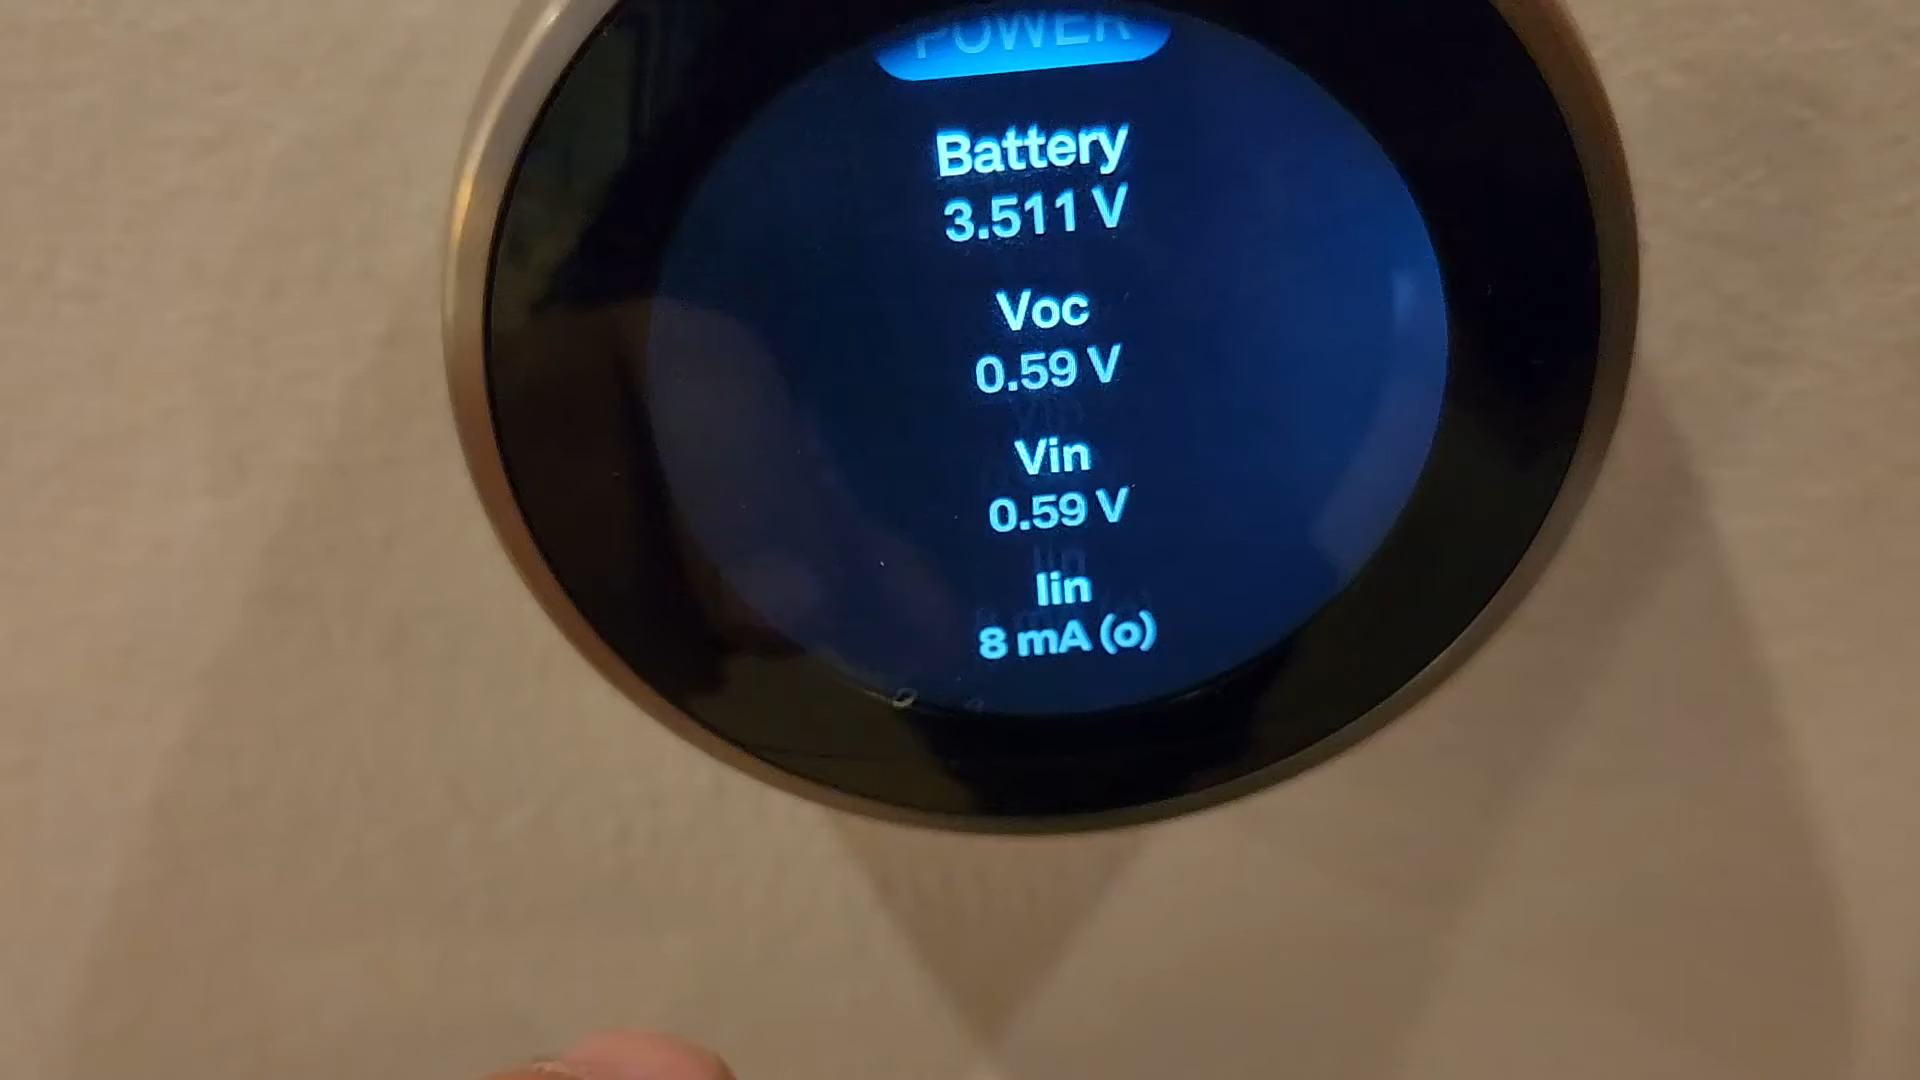 POWER
Battery
3.511 V
Voc
0.59 V
Vin
0.59 V
Iin
8 mA (o)